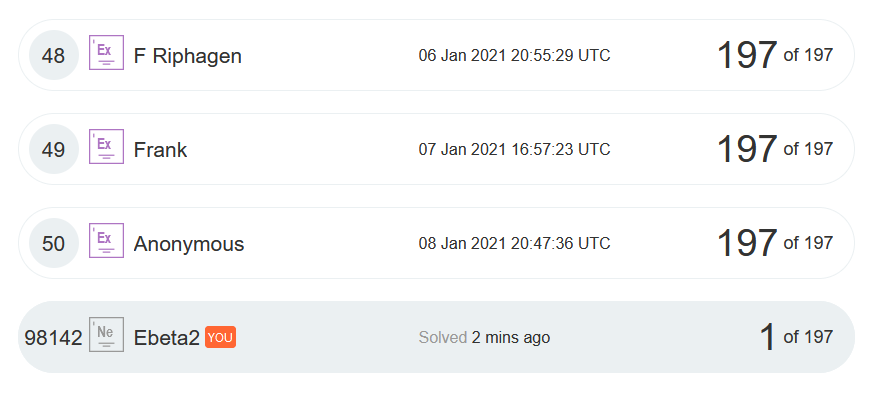 48 ' Ex F Riphagen 06 Jan 2021 20:55:29 UTC 197 of 197
49 ' Ex Frank 07 Jan 2021 16:57:23 UTC 197 of 197
50 ' Ex Anonymous 08 Jan 2021 20:47:36 UTC 197 of 197
98142 ' Ne Ebeta2 YOU Solved 2 mins ago 1 of 197